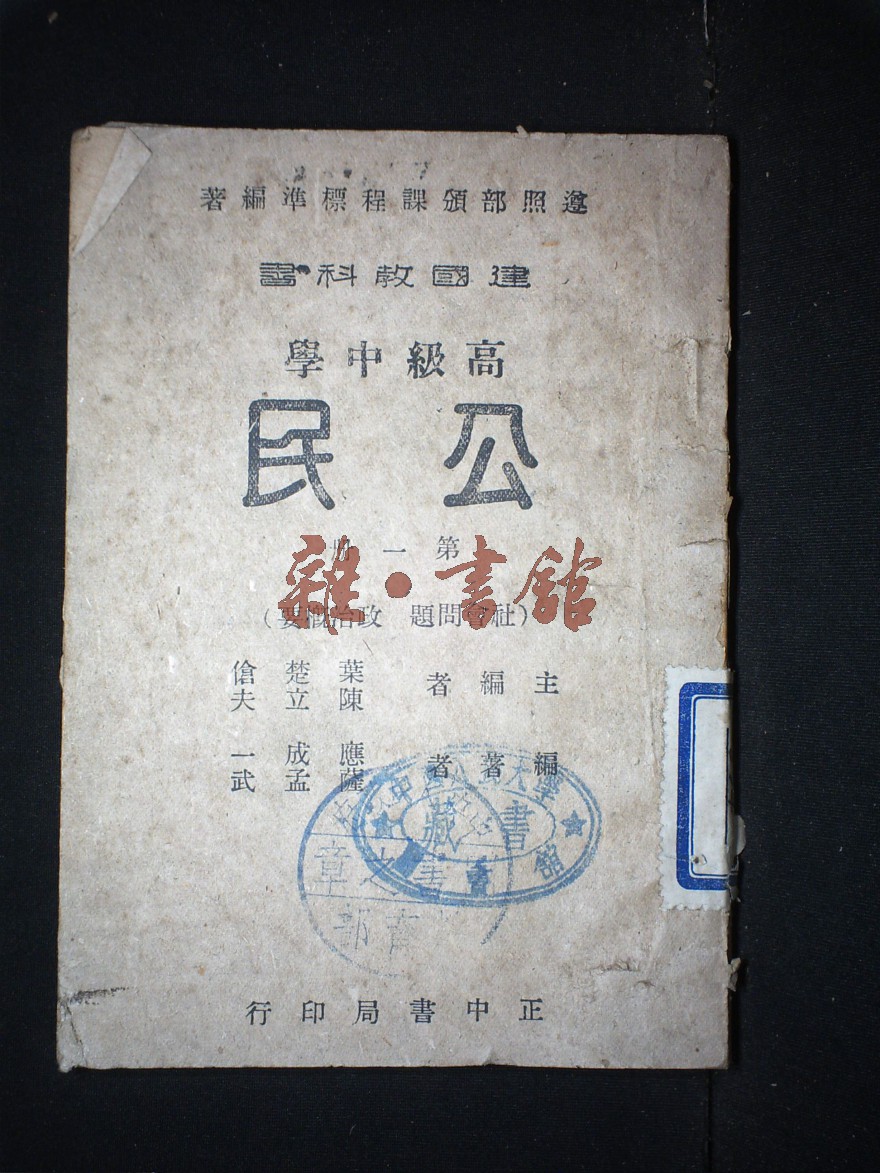 遵照部頒課程標準編著
建國教科書
高級中學
公民
第一冊
(社會問題 政治概要)
主編者 葉楚傖 陳立夫
編著者 應成一 薩孟武
正中書局印行
雜·書館
藏書